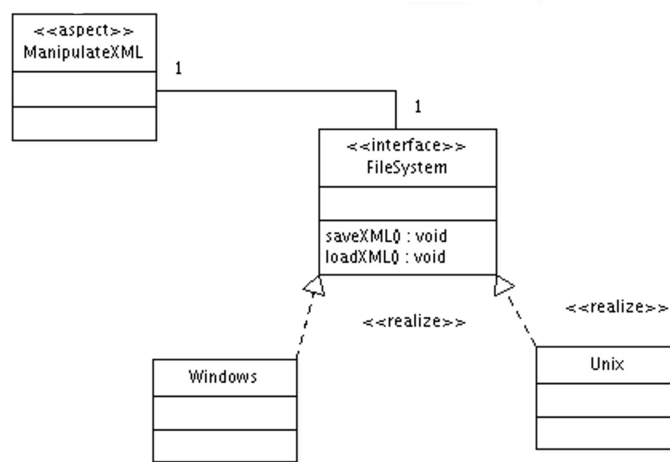 <<aspect>>
ManipulateXML
1
1
<<interface>>
FileSystem
saveXML() : void
loadXML() : void
<<realize>>
<<realize>>
Windows
Unix